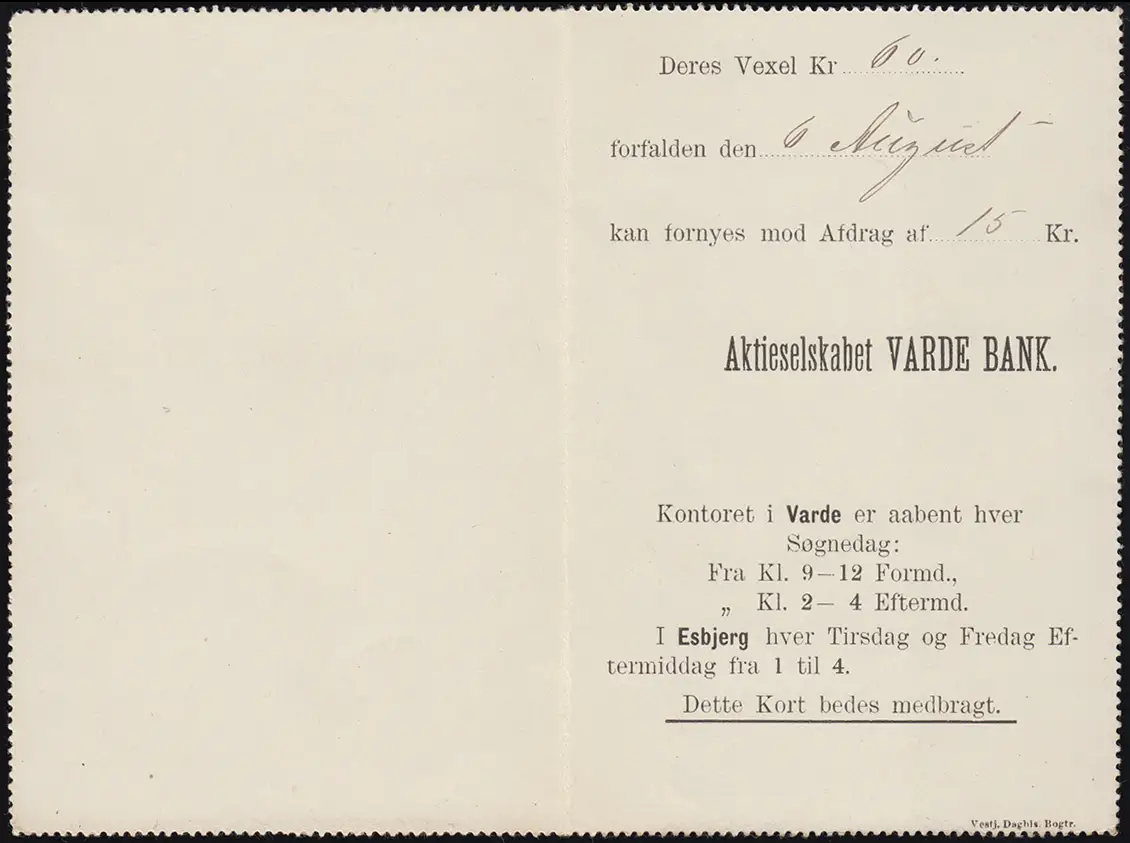 Deres Vexel Kr 60.
forfalden den 6 August
kan fornyes mod Afdrag af 15 Kr.
Aktieselskabet VARDE BANK.
Kontoret i Varde er aabent hver
Søgnedag:
Fra Kl. 9—12 Formd.,
„ Kl. 2— 4 Eftermd.
I Esbjerg hver Tirsdag og Fredag Ef-
termiddag fra 1 til 4.
Dette Kort bedes medbragt.
Vestj. Dagbls. Bogtr.